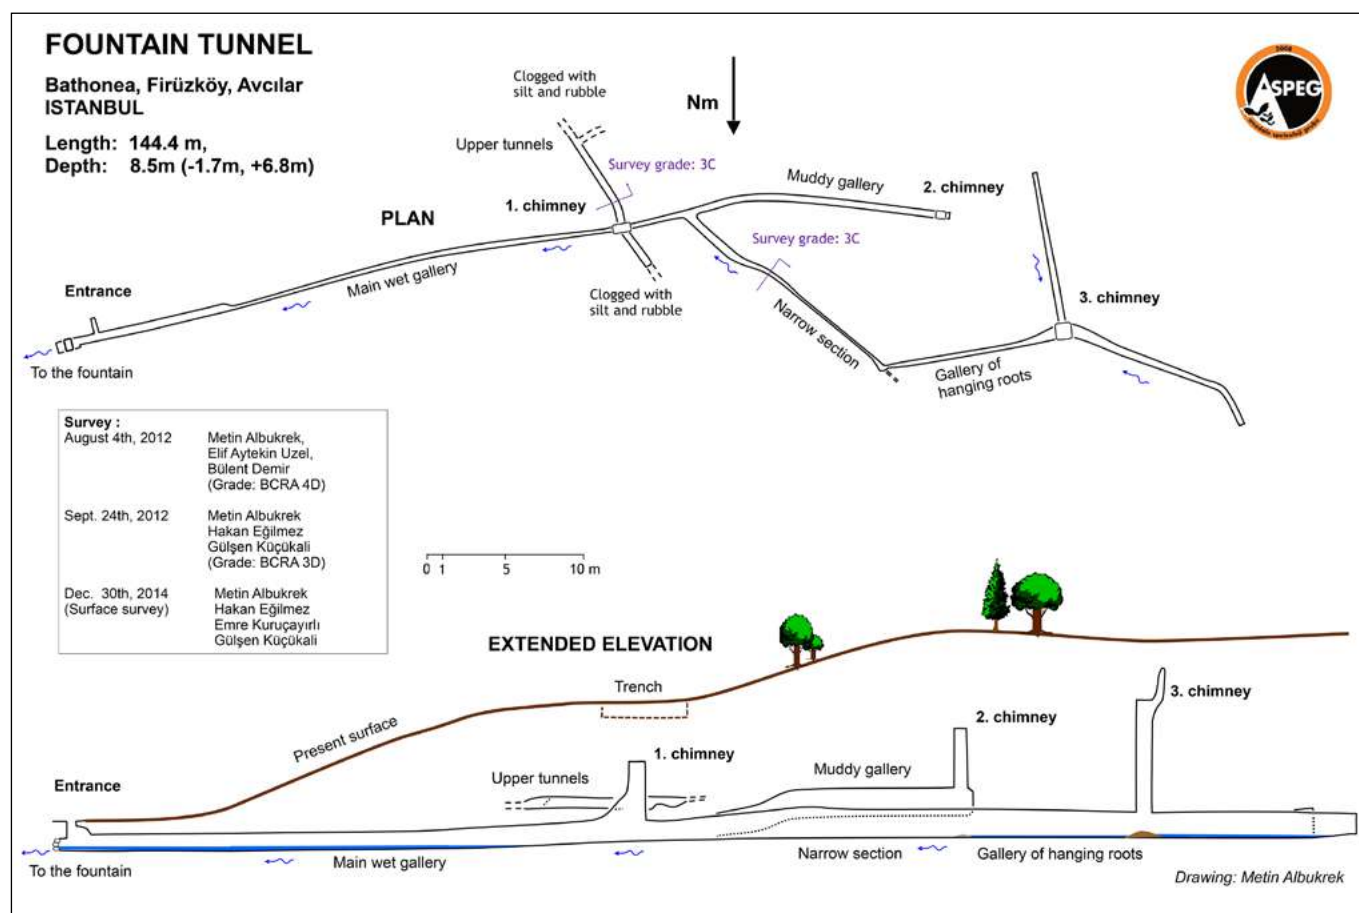 FOUNTAIN TUNNEL
Bathonea, Firüzköy, Avcılar
ISTANBUL
Length: 144.4 m,
Depth: 8.5m (-1.7m, +6.8m)
Clogged with
silt and rubble
Nm
2008
ASPEG
Upper tunnels
Survey grade: 3C
Muddy gallery
2. chimney
1. chimney
PLAN
Survey grade: 3C
Main wet gallery
Entrance
Clogged with
silt and rubble
3. chimney
Narrow section
To the fountain
Gallery of
hanging roots
Survey :
August 4th, 2012 Metin Albukrek,
Elif Aytekin Uzel,
Bülent Demir
(Grade: BCRA 4D)
Sept. 24th, 2012 Metin Albukrek
Hakan Eğilmez
Gülşen Küçükali
(Grade: BCRA 3D)
Dec. 30th, 2014 Metin Albukrek
(Surface survey) Hakan Eğilmez
Emre Kuruçayırlı
Gülşen Küçükali
0 1 5 10 m
EXTENDED ELEVATION
Trench
3. chimney
Present surface
2. chimney
1. chimney
Upper tunnels
Muddy gallery
Entrance
Main wet gallery
Narrow section
Gallery of hanging roots
To the fountain
Drawing: Metin Albukrek